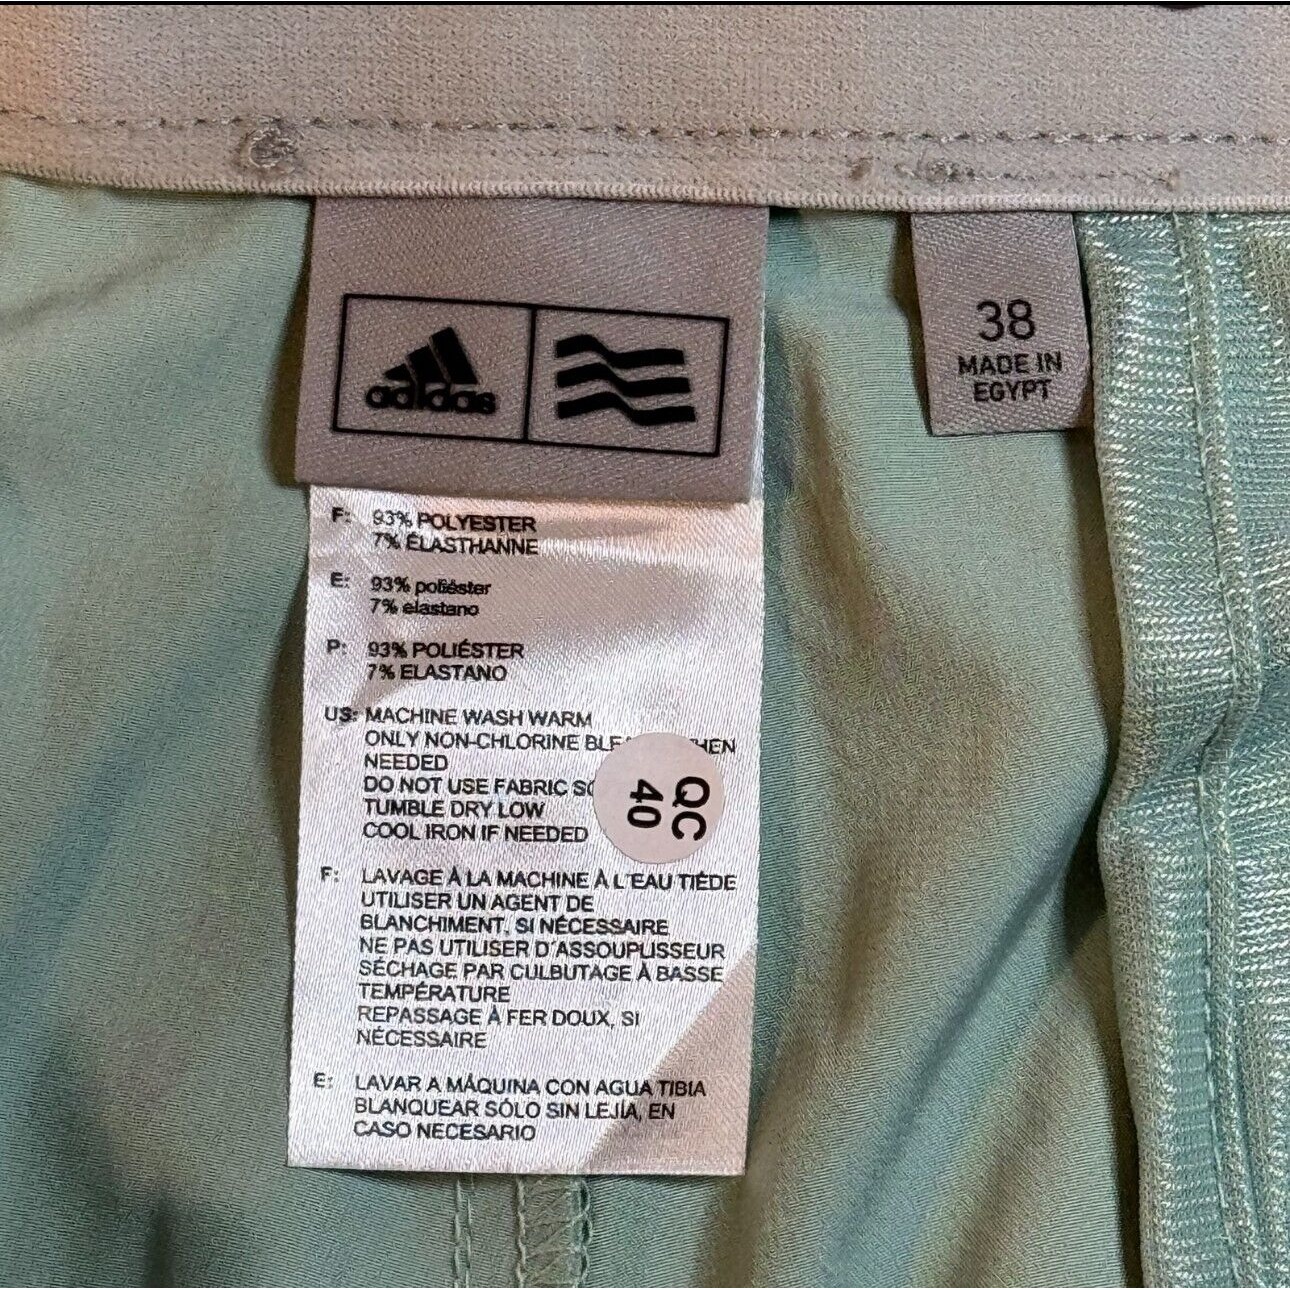 adidas
38
MADE IN
EGYPT
F: 93% POLYESTER
7% ÉLASTHANNE
E: 93% poliéster
7% elastano
P: 93% POLIÉSTER
7% ELASTANO
US: MACHINE WASH WARM
ONLY NON-CHLORINE
NEEDED
DO NOT USE FABRIC
TUMBLE DRY LOW
COOL IRON IF NEEDED
QC
40
F: LAVAGE À LA MACHINE À L'EAU TIÈDE
UTILISER UN AGENT DE
BLANCHIMENT, SI NÉCESSAIRE
NE PAS UTILISER D'ASSOUPLISSEUR
SÉCHAGE PAR CULBUTAGE À BASSE
TEMPÉRATURE
REPASSAGE À FER DOUX, SI
NÉCESSAIRE
E: LAVAR A MÁQUINA CON AGUA TIBIA
BLANQUEAR SÓLO SIN LEJÍA, EN
CASO NECESARIO